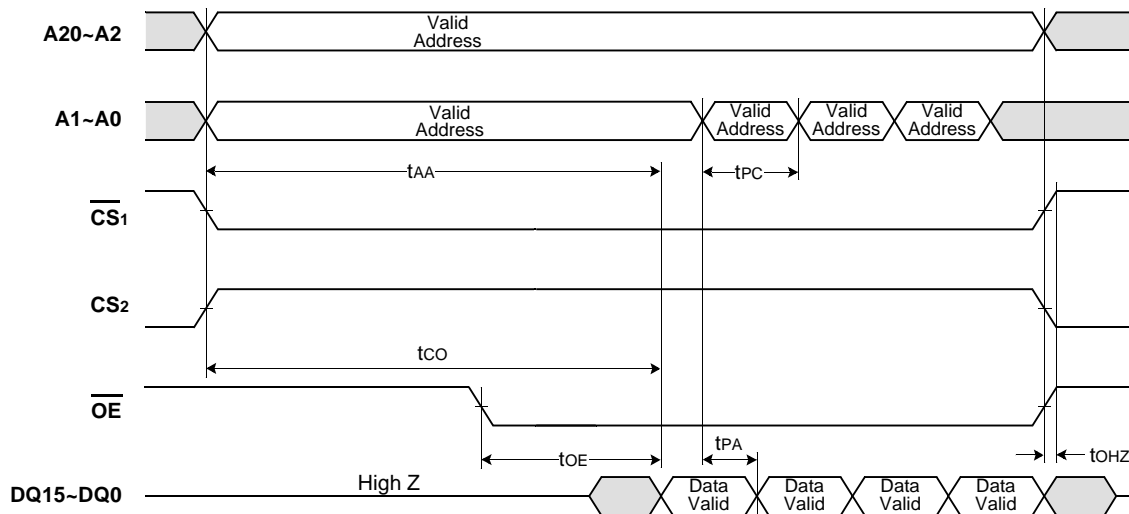 A20~A2
Valid
Address
A1~A0
Valid
Address
Valid
Address
Valid
Address
Valid
Address
tAA
tPC
CS1
CS2
tCO
OE
tOE
tPA
tOHZ
DQ15~DQ0
High Z
Data
Valid
Data
Valid
Data
Valid
Data
Valid